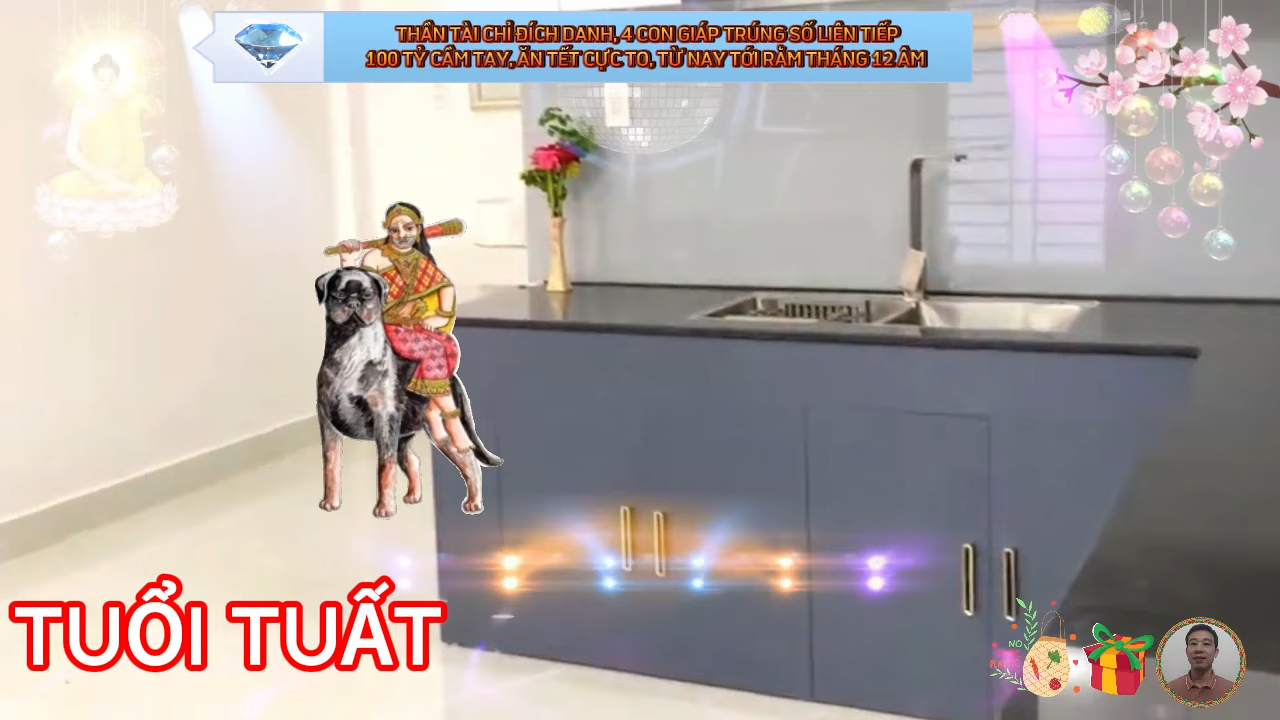 THẦN TÀI CHỈ ĐÍCH DANH, 4 CON GIÁP TRÚNG SỐ LIÊN TIẾP
100 TỶ CẦM TAY, ĂN TẾT CỰC TO, TỪ NAY TỚI RẰM THÁNG 12 ÂM
TUỔI TUẤT
NO